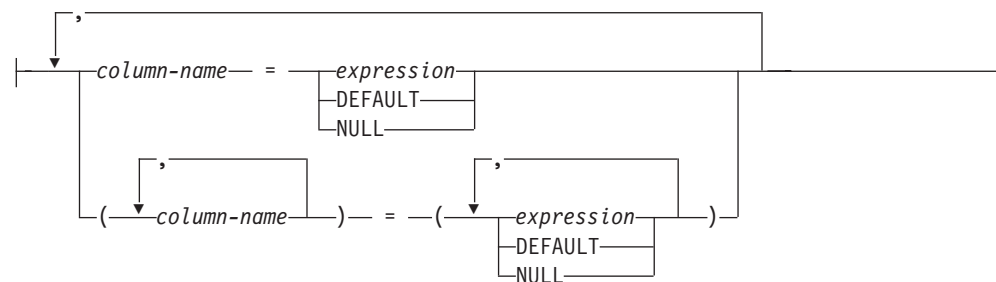 ,
column-name = expression
DEFAULT
NULL
, ,
( column-name ) = ( expression )
DEFAULT
NULL